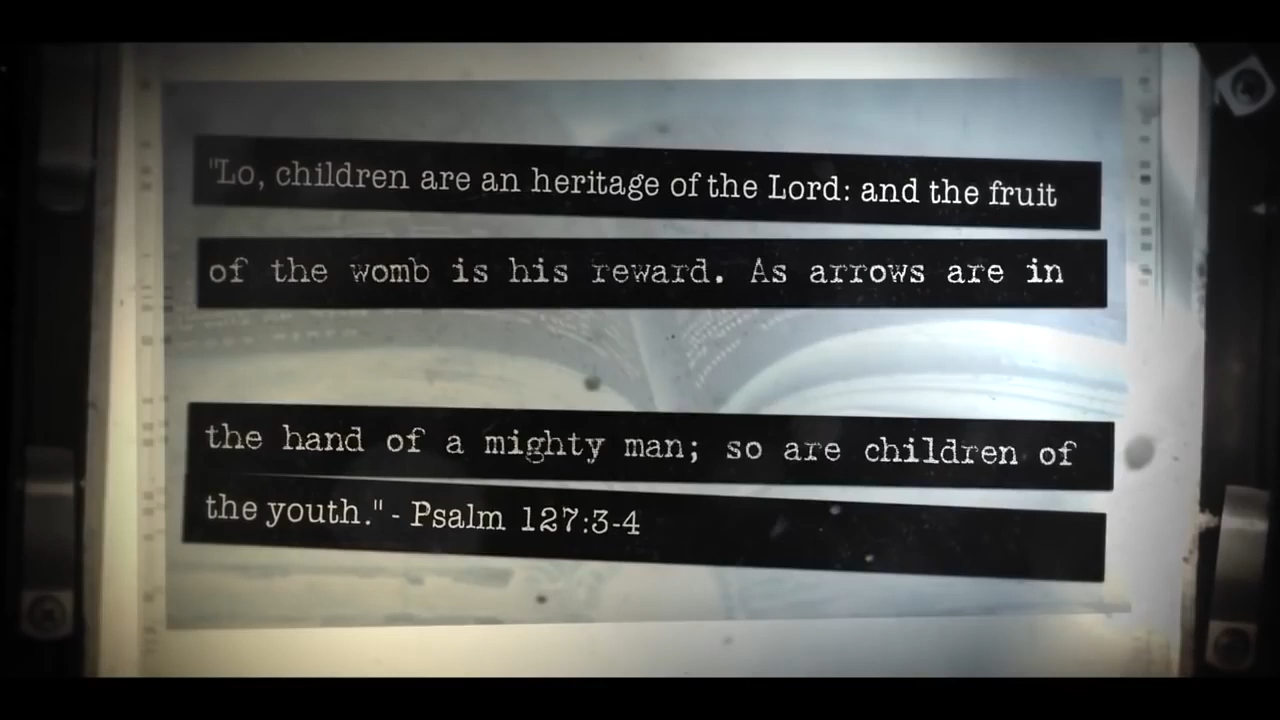 "Lo, children are an heritage of the Lord: and the fruit
of the womb is his reward. As arrows are in
the hand of a mighty man; so are children of
the youth." - Psalm 127:3-4